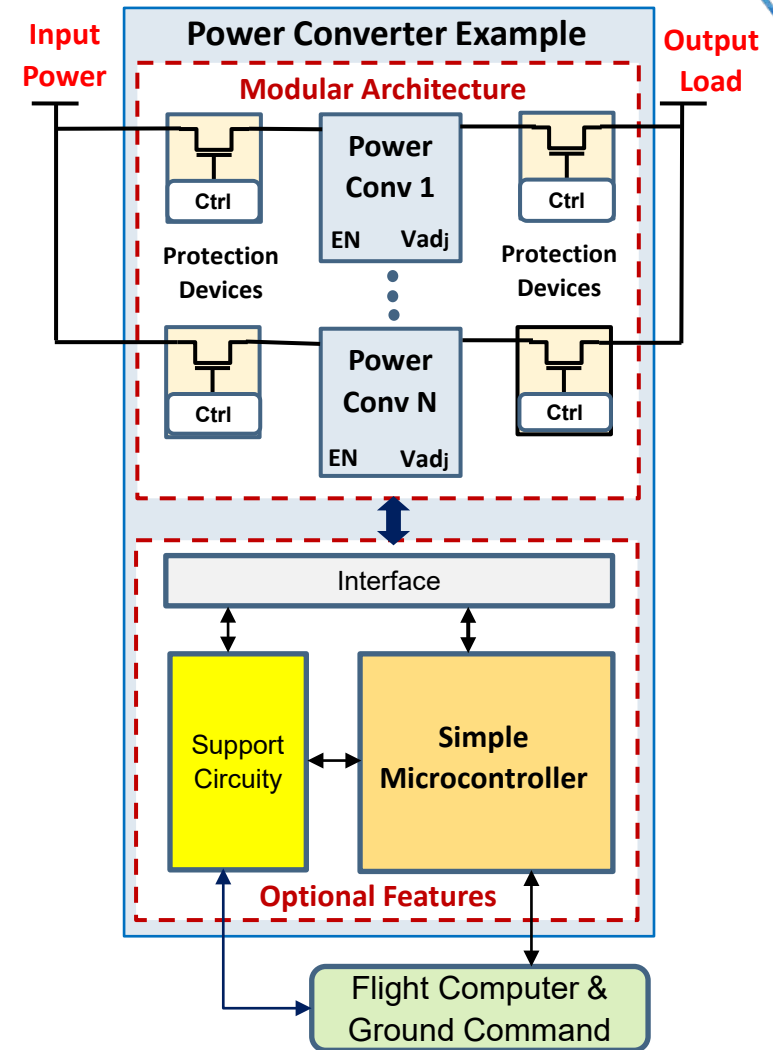 Input
Power
Power Converter Example
Output
Load
Modular Architecture
Ctrl
Power
Conv 1
EN Vadj
Ctrl
Protection
Devices
Protection
Devices
Ctrl
Power
Conv N
EN Vadj
Ctrl
Interface
Support
Circuity
Simple
Microcontroller
Optional Features
Flight Computer &
Ground Command